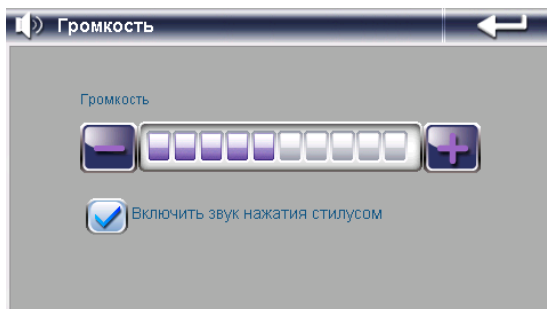 Громкость
Громкость
Включить звук нажатия стилусом